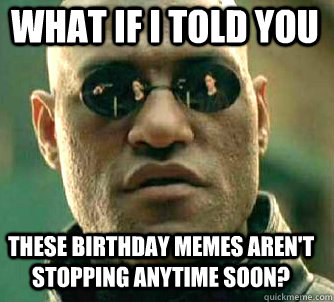 WHAT IF I TOLD YOU
THESE BIRTHDAY MEMES AREN'T
STOPPING ANYTIME SOON?
quickmeme.com